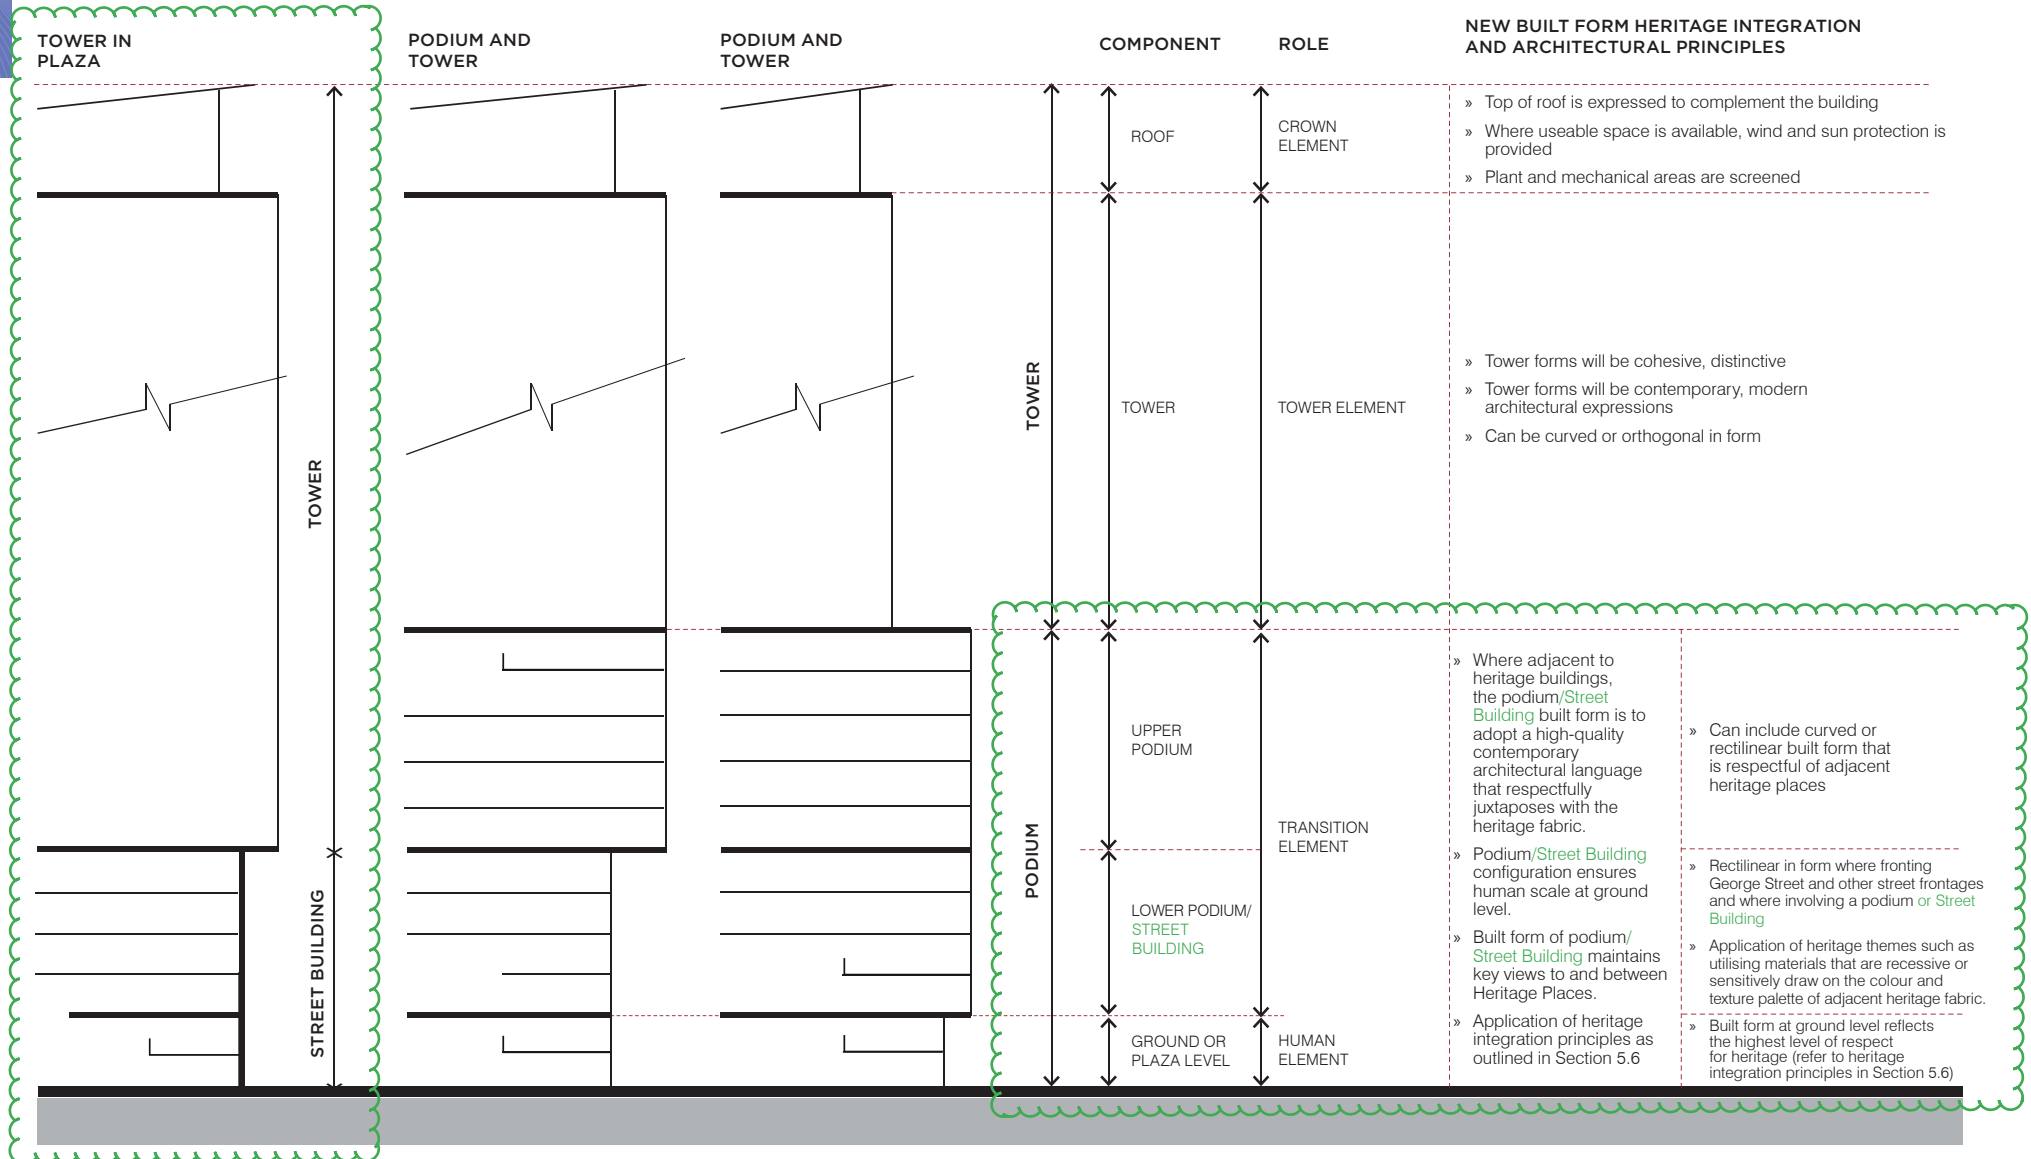 TOWER IN
PLAZA
PODIUM AND
TOWER
PODIUM AND
TOWER
COMPONENT
ROLE
NEW BUILT FORM HERITAGE INTEGRATION
AND ARCHITECTURAL PRINCIPLES
TOWER
STREET BUILDING
TOWER
PODIUM
ROOF
CROWN
ELEMENT
» Top of roof is expressed to complement the building
» Where useable space is available, wind and sun protection is
provided
» Plant and mechanical areas are screened
TOWER
TOWER ELEMENT
» Tower forms will be cohesive, distinctive
» Tower forms will be contemporary, modern
architectural expressions
» Can be curved or orthogonal in form
UPPER
PODIUM
LOWER PODIUM/
STREET
BUILDING
GROUND OR
PLAZA LEVEL
TRANSITION
ELEMENT
HUMAN
ELEMENT
» Where adjacent to
heritage buildings,
the podium/Street
Building built form is to
adopt a high-quality
contemporary
architectural language
that respectfully
juxtaposes with the
heritage fabric.
» Podium/Street Building
configuration ensures
human scale at ground
level.
» Built form of podium/
Street Building maintains
key views to and between
Heritage Places.
» Application of heritage
integration principles as
outlined in Section 5.6
» Can include curved or
rectilinear built form that
is respectful of adjacent
heritage places
» Rectilinear in form where fronting
George Street and other street frontages
and where involving a podium or Street
Building
» Application of heritage themes such as
utilising materials that are recessive or
sensitively draw on the colour and
texture palette of adjacent heritage fabric.
» Built form at ground level reflects
the highest level of respect
for heritage (refer to heritage
integration principles in Section 5.6)